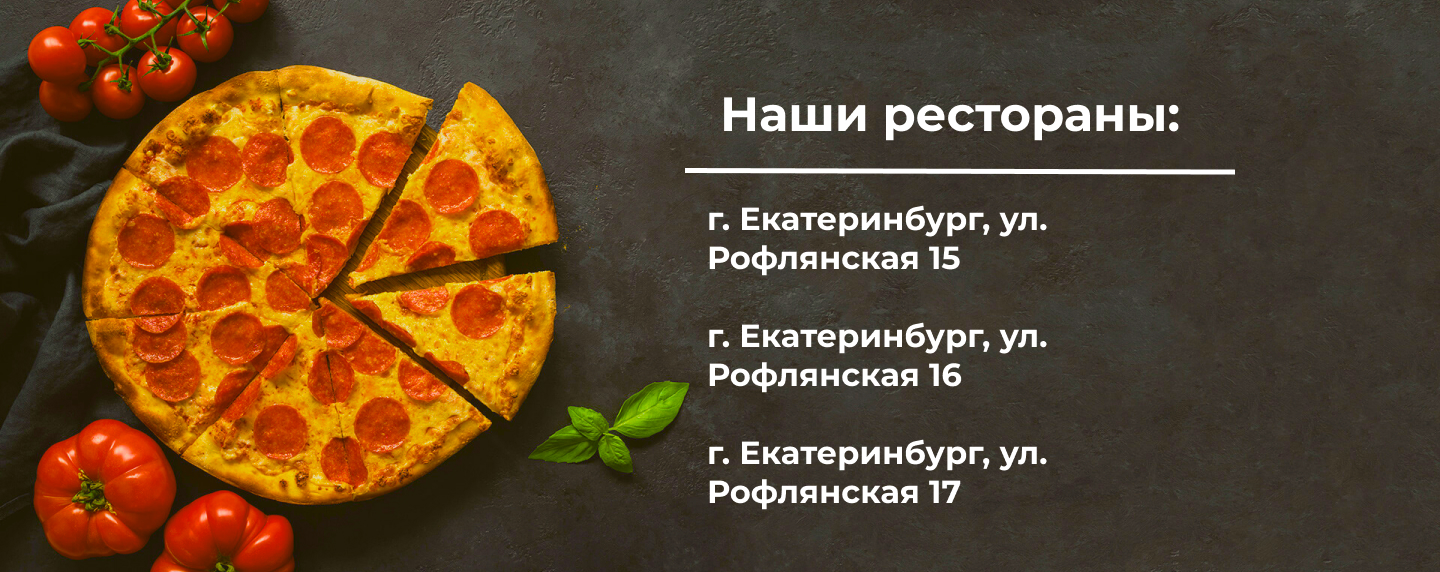 Наши рестораны:
г. Екатеринбург, ул.
Рофлянская 15
г. Екатеринбург, ул.
Рофлянская 16
г. Екатеринбург, ул.
Рофлянская 17